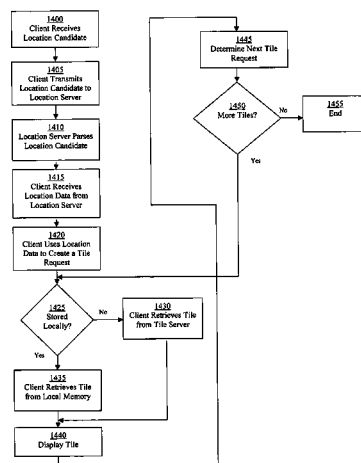 1400
Client Receives
Location Candidate
1405
Client Transmits
Location Candidate to
Location Server
1410
Location Server Parses
Location Candidate
1415
Client Receives
Location Data from
Location Server
1420
Client Uses Location
Data to Create a Tile
Request
1425
Stored
Locally?
No
Yes
1430
Client Retrieves Tile
from Tile Server
1435
Client Retrieves Tile
from Local Memory
1440
Display Tile
1445
Determine Next Tile
Request
1450
More Tiles?
No
Yes
1455
End